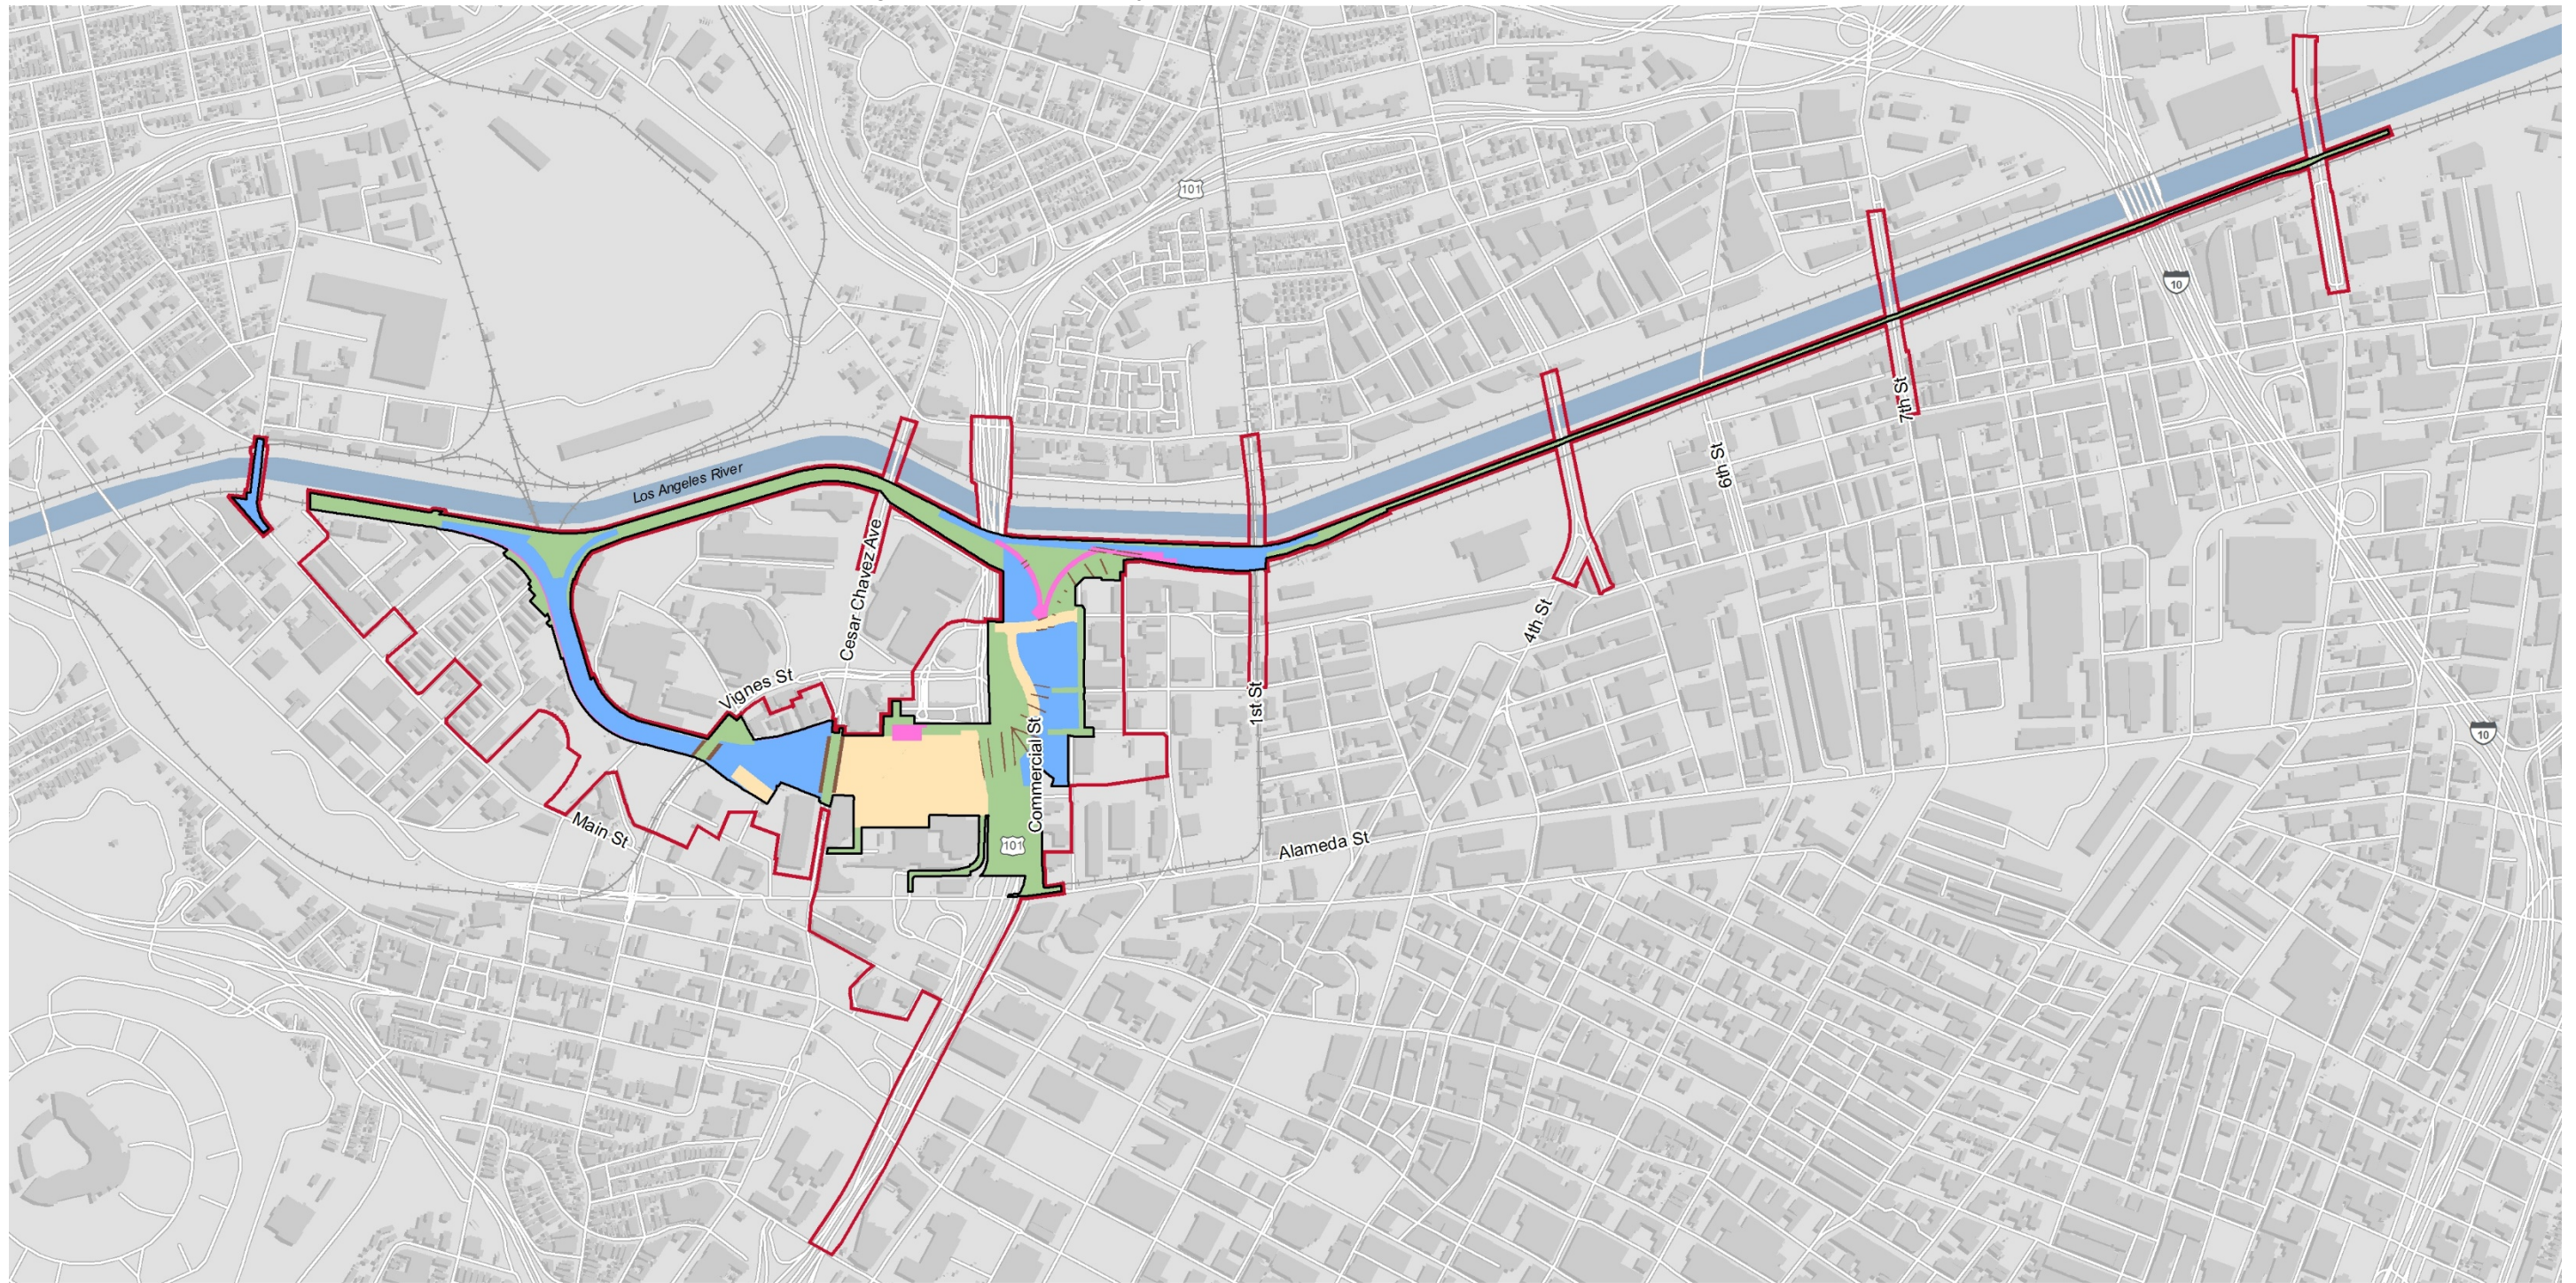 101
10
Los Angeles River
7th St
6th St
Cesar Chavez Ave
4th St
Vignes St
1st St
Commercial St
10
Main St
101
Alameda St